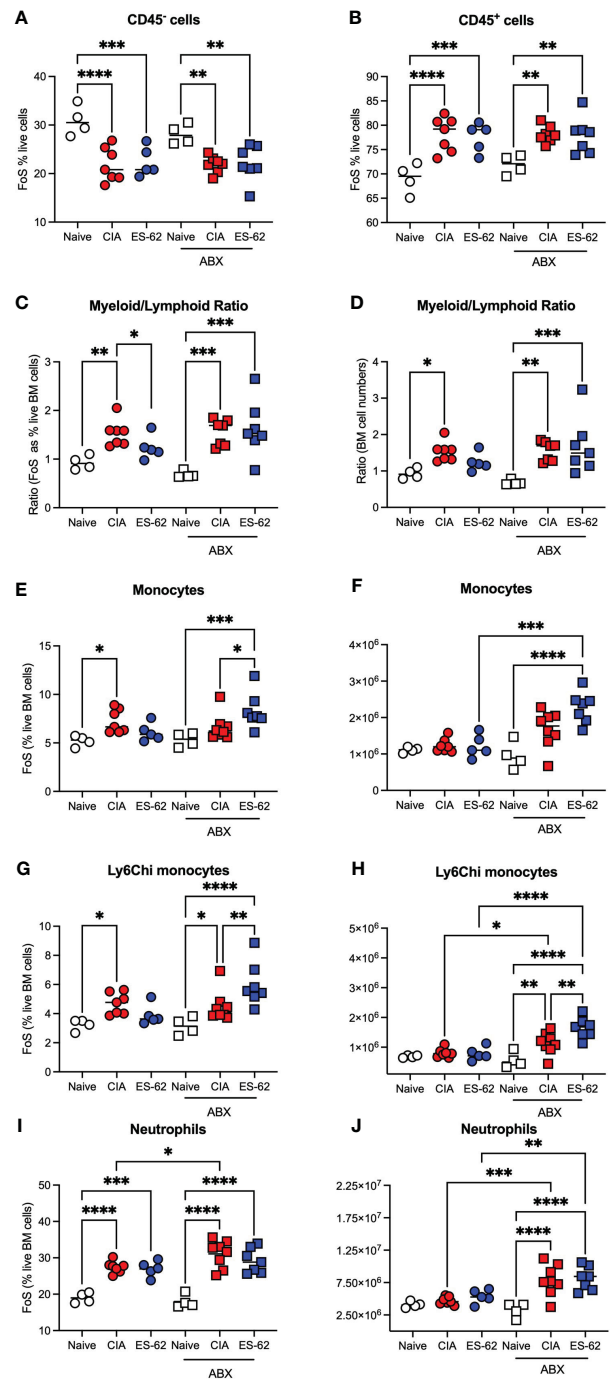 A
CD45- cells
FoS % live cells
40
30
20
10
*** 
**** 
** 
** 
Naive CIA ES-62 Naive CIA ES-62
ABX
B
CD45+ cells
FoS % live cells
90
85
80
75
70
65
60
***
****
**
**
Naive CIA ES-62 Naive CIA ES-62
ABX
C
Myeloid/Lymphoid Ratio
Ratio (FoS as % live BM cells)
3
2
1
0
***
*
**
***
Naive CIA ES-62 Naive CIA ES-62
ABX
D
Myeloid/Lymphoid Ratio
Ratio (BM cell numbers)
4
3
2
1
0
***
*
**
Naive CIA ES-62 Naive CIA ES-62
ABX
E
Monocytes
FoS (% live BM cells)
15
10
5
0
***
*
*
Naive CIA ES-62 Naive CIA ES-62
ABX
F
Monocytes
4×10⁶
3×10⁶
2×10⁶
1×10⁶
0
***
****
Naive CIA ES-62 Naive CIA ES-62
ABX
G
Ly6Chi monocytes
FoS (% live BM cells)
10
8
6
4
2
0
****
*
*
**
Naive CIA ES-62 Naive CIA ES-62
ABX
H
Ly6Chi monocytes
5×10⁶
4×10⁶
3×10⁶
2×10⁶
1×10⁶
****
*
****
**
**
Naive CIA ES-62 Naive CIA ES-62
ABX
I
Neutrophils
FoS (% live BM cells)
50
40
30
20
10
*
***
****
****
****
Naive CIA ES-62 Naive CIA ES-62
ABX
J
Neutrophils
2.25×10⁷
1.75×10⁷
1.25×10⁷
7.50×10⁶
2.50×10⁶
**
***
****
****
Naive CIA ES-62 Naive CIA ES-62
ABX